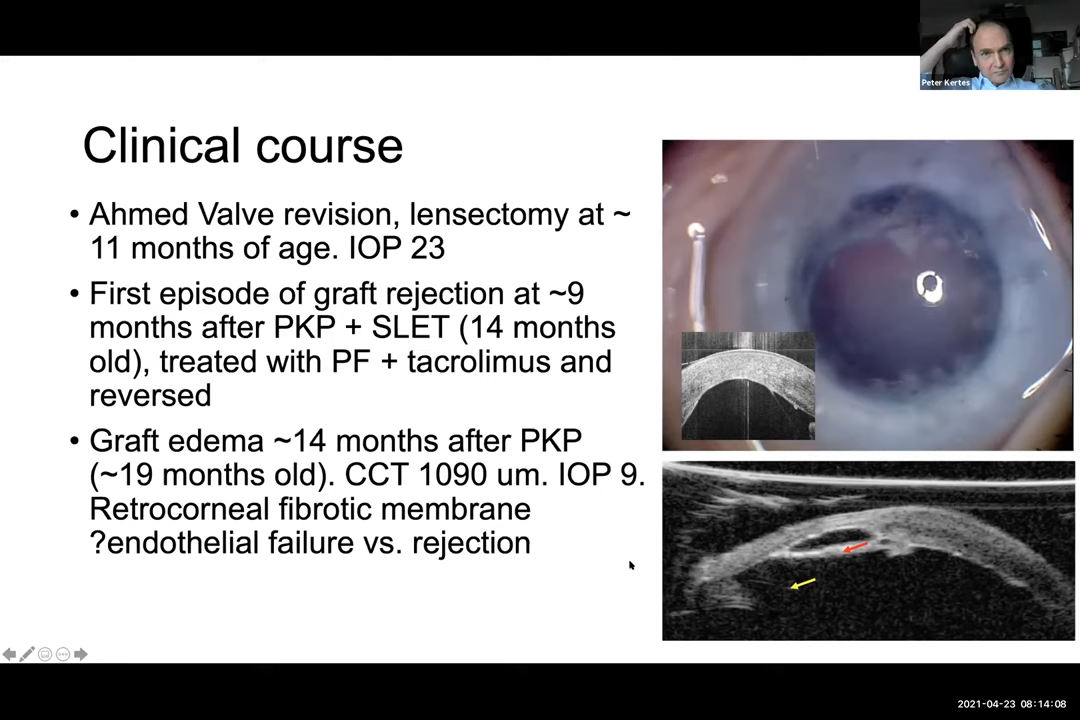 Peter Kertes
Clinical course
• Ahmed Valve revision, lensectomy at ~
11 months of age. IOP 23
• First episode of graft rejection at ~9
months after PKP + SLET (14 months
old), treated with PF + tacrolimus and
reversed
• Graft edema ~14 months after PKP
(~19 months old). CCT 1090 um. IOP 9.
Retrocorneal fibrotic membrane
?endothelial failure vs. rejection
2021-04-23 08:14:08